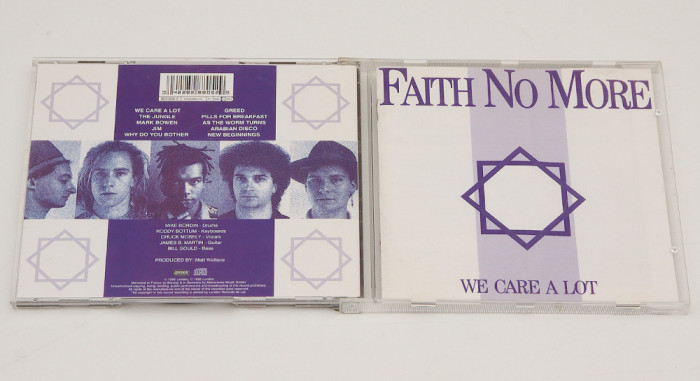 WE CARE A LOT
THE JUNGLE
MARK BOWEN
JIM
WHY DO YOU BOTHER
GREED
PILLS FOR BREAKFAST
AS THE WORM TURNS
ARABIAN DISCO
NEW BEGINNINGS
MIKE BORDIN - Drums
RODDY BOTTUM - Keyboards
CHUCK MOSELY - Vocals
JAMES B. MARTIN - Guitar
BILL GOULD - Bass
PRODUCED BY: Matt Wallace
FAITH NO MORE
WE CARE A LOT